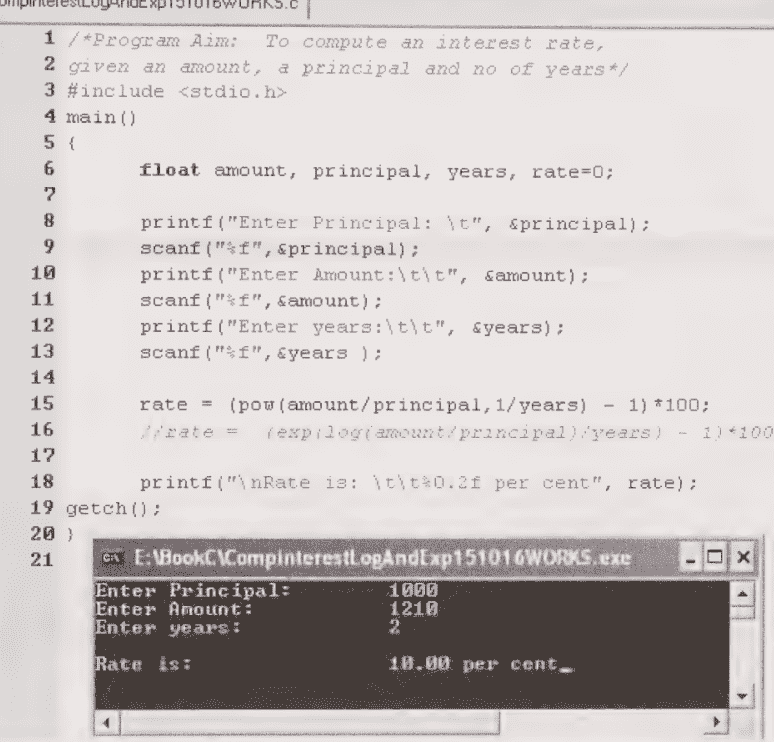 CompInterestLogAndExp151016WORKS.c
1 /*Program Aim:  To compute an interest rate,
2 given an amount, a principal and no of years*/
3 #include <stdio.h>
4 main()
5 {
6 float amount, principal, years, rate=0;
7
8 printf("Enter Principal: \t", &principal);
9 scanf("%f",&principal);
10 printf("Enter Amount:\t\t", &amount);
11 scanf("%f",&amount);
12 printf("Enter years:\t\t", &years);
13 scanf("%f",&years );
14
15 rate = (pow(amount/principal,1/years) - 1)*100;
16 //rate =  (exp(log(amount/principal)/years) - 1)*100
17
18 printf("\nRate is: \t\t%0.2f per cent", rate);
19 getch();
20 }
21
E:\BookC\CompInterestLogAndExp151016WORKS.exe
Enter Principal: 1000
Enter Amount: 1210
Enter years: 2
Rate is: 10.00 per cent_